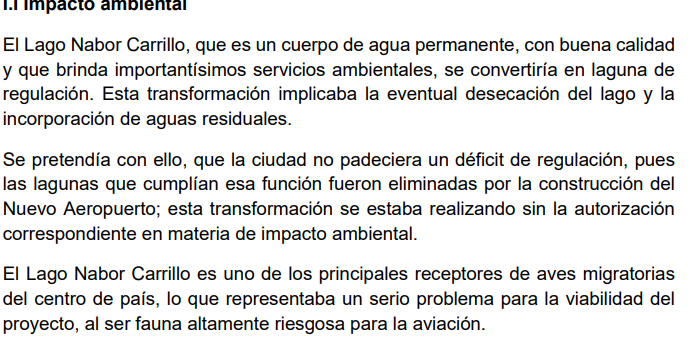 I.I Impacto ambiental
El Lago Nabor Carrillo, que es un cuerpo de agua permanente, con buena calidad
y que brinda importantísimos servicios ambientales, se convertiría en laguna de
regulación. Esta transformación implicaba la eventual desecación del lago y la
incorporación de aguas residuales.
Se pretendía con ello, que la ciudad no padeciera un déficit de regulación, pues
las lagunas que cumplían esa función fueron eliminadas por la construcción del
Nuevo Aeropuerto; esta transformación se estaba realizando sin la autorización
correspondiente en materia de impacto ambiental.
El Lago Nabor Carrillo es uno de los principales receptores de aves migratorias
del centro de país, lo que representaba un serio problema para la viabilidad del
proyecto, al ser fauna altamente riesgosa para la aviación.